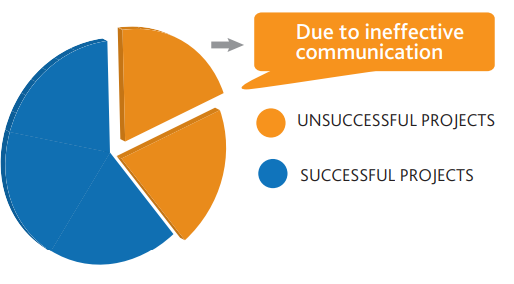 Due to ineffective
communication
UNSUCCESSFUL PROJECTS
SUCCESSFUL PROJECTS